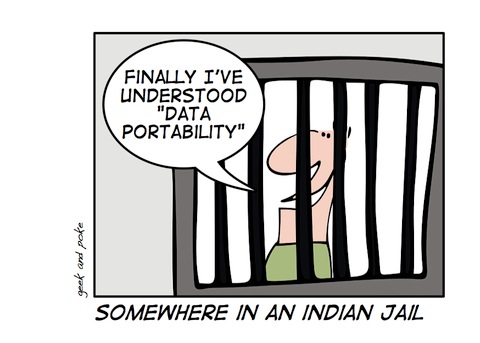 FINALLY I'VE
UNDERSTOOD
"DATA
PORTABILITY"
geek and poke
SOMEWHERE IN AN INDIAN JAIL